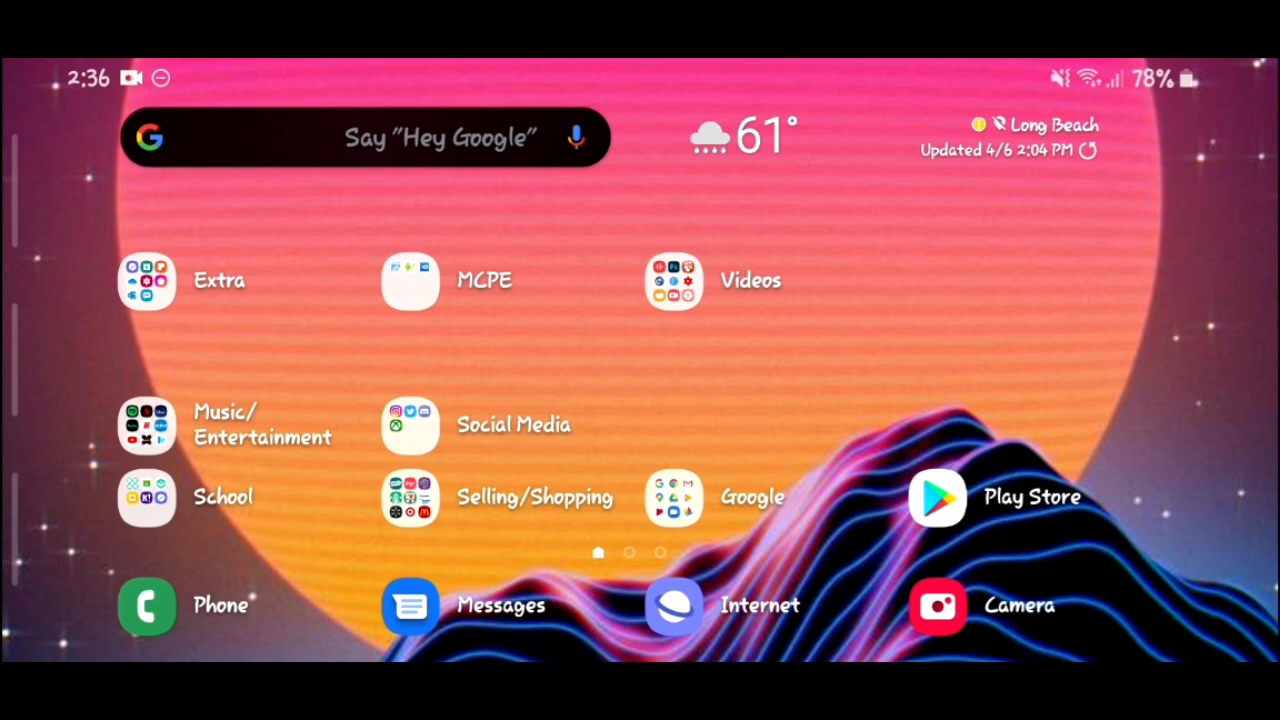 2:36
78%
Say "Hey Google"
61°
Long Beach
Updated 4/6 2:04 PM
Extra
MCPE
Videos
Music/
Entertainment
Social Media
School
Selling/Shopping
Google
Play Store
Phone
Messages
Internet
Camera